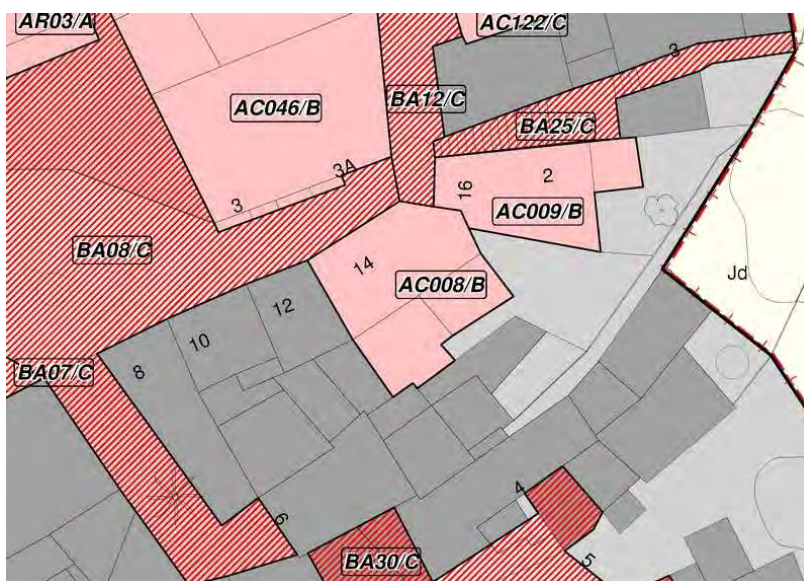 AR03/A
AC122/C
3
AC046/B
BA12/C
BA25/C
3A
3
16
2
AC009/B
BA08/C
14
AC008/B
Jd
12
10
8
BA07/C
4
6
5
BA30/C